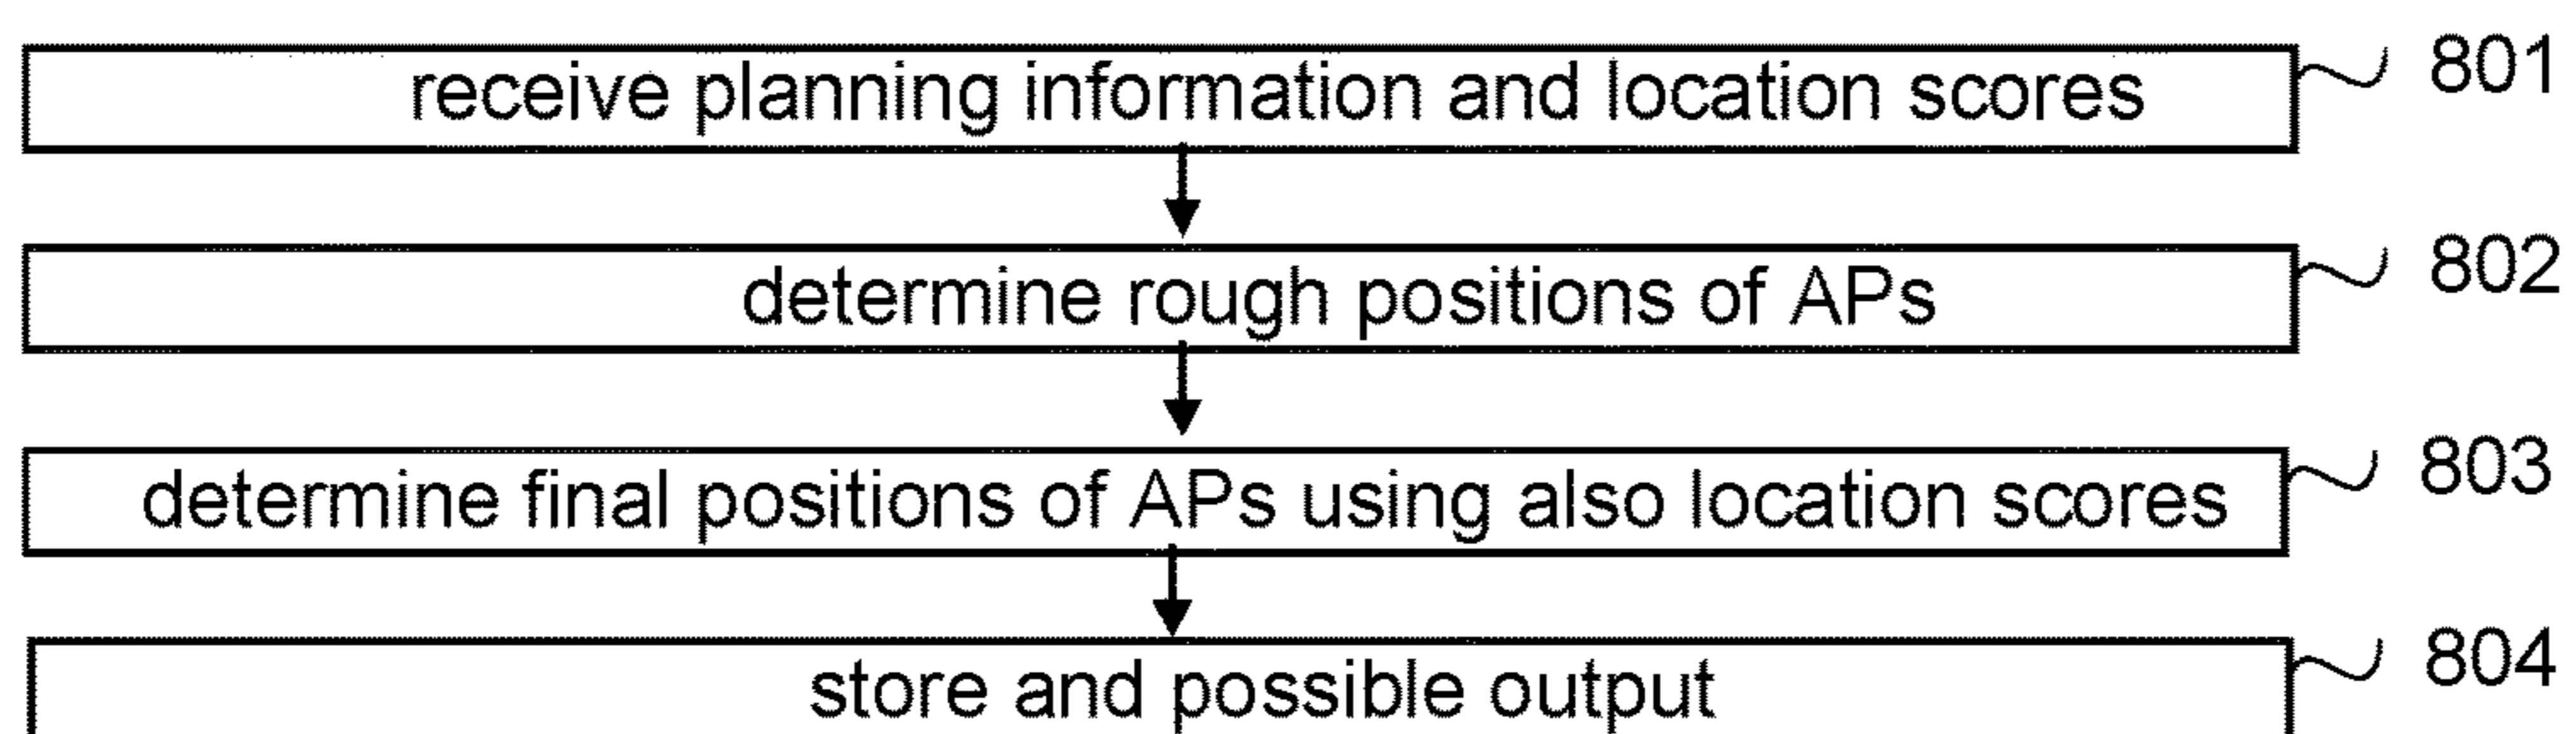 receive planning information and location scores 801
determine rough positions of APs 802
determine final positions of APs using also location scores 803
store and possible output 804